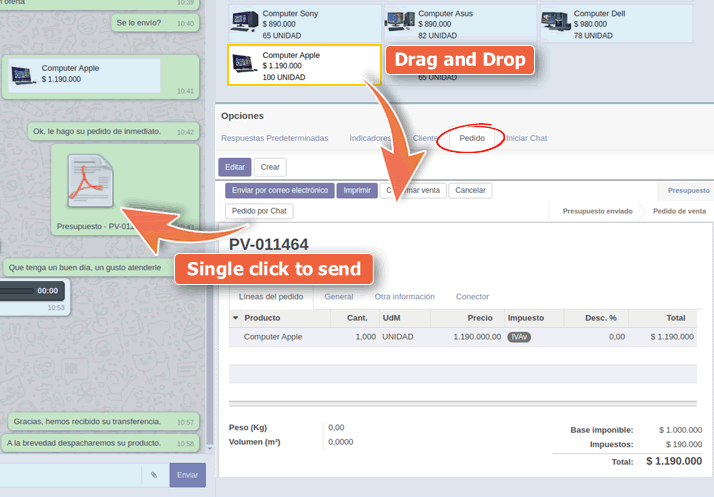 n oferta
10:39
Se lo envío?
10:40
Computer Apple
$ 1.190.000
10:41
Ok, le hago su pedido de inmediato.
10:42
Presupuesto - PV-01
Que tenga un buen día, un gusto atenderle
00:00
10:53
Gracias, hemos recibido su transferencia.
10:57
A la brevedad despacharemos su producto.
10:58
Enviar
Computer Sony
$ 890.000
65 UNIDAD
Computer Asus
$ 890.000
82 UNIDAD
Computer Dell
$ 980.000
78 UNIDAD
Computer Apple
$ 1.190.000
100 UNIDAD
65 UNIDAD
Drag and Drop
Opciones
Respuestas Predeterminadas
Indicadores
Cliente
Pedido
Iniciar Chat
Editar
Crear
Enviar por correo electrónico
Imprimir
mar venta
Cancelar
Presupuesto
Pedido por Chat
Presupuesto enviado
Pedido de venta
PV-011464
Single click to send
Líneas del pedido
General
Otra información
Conector
Producto Cant. UdM Precio Impuesto Desc. % Total
Computer Apple 1,000 UNIDAD 1.190.000,00 IVAv 0,00 $ 1.190.000
Peso (Kg) 0,00
Volumen (m³) 0,0000
Base imponible: $ 1.000.000
Impuestos: $ 190.000
Total: $ 1.190.000